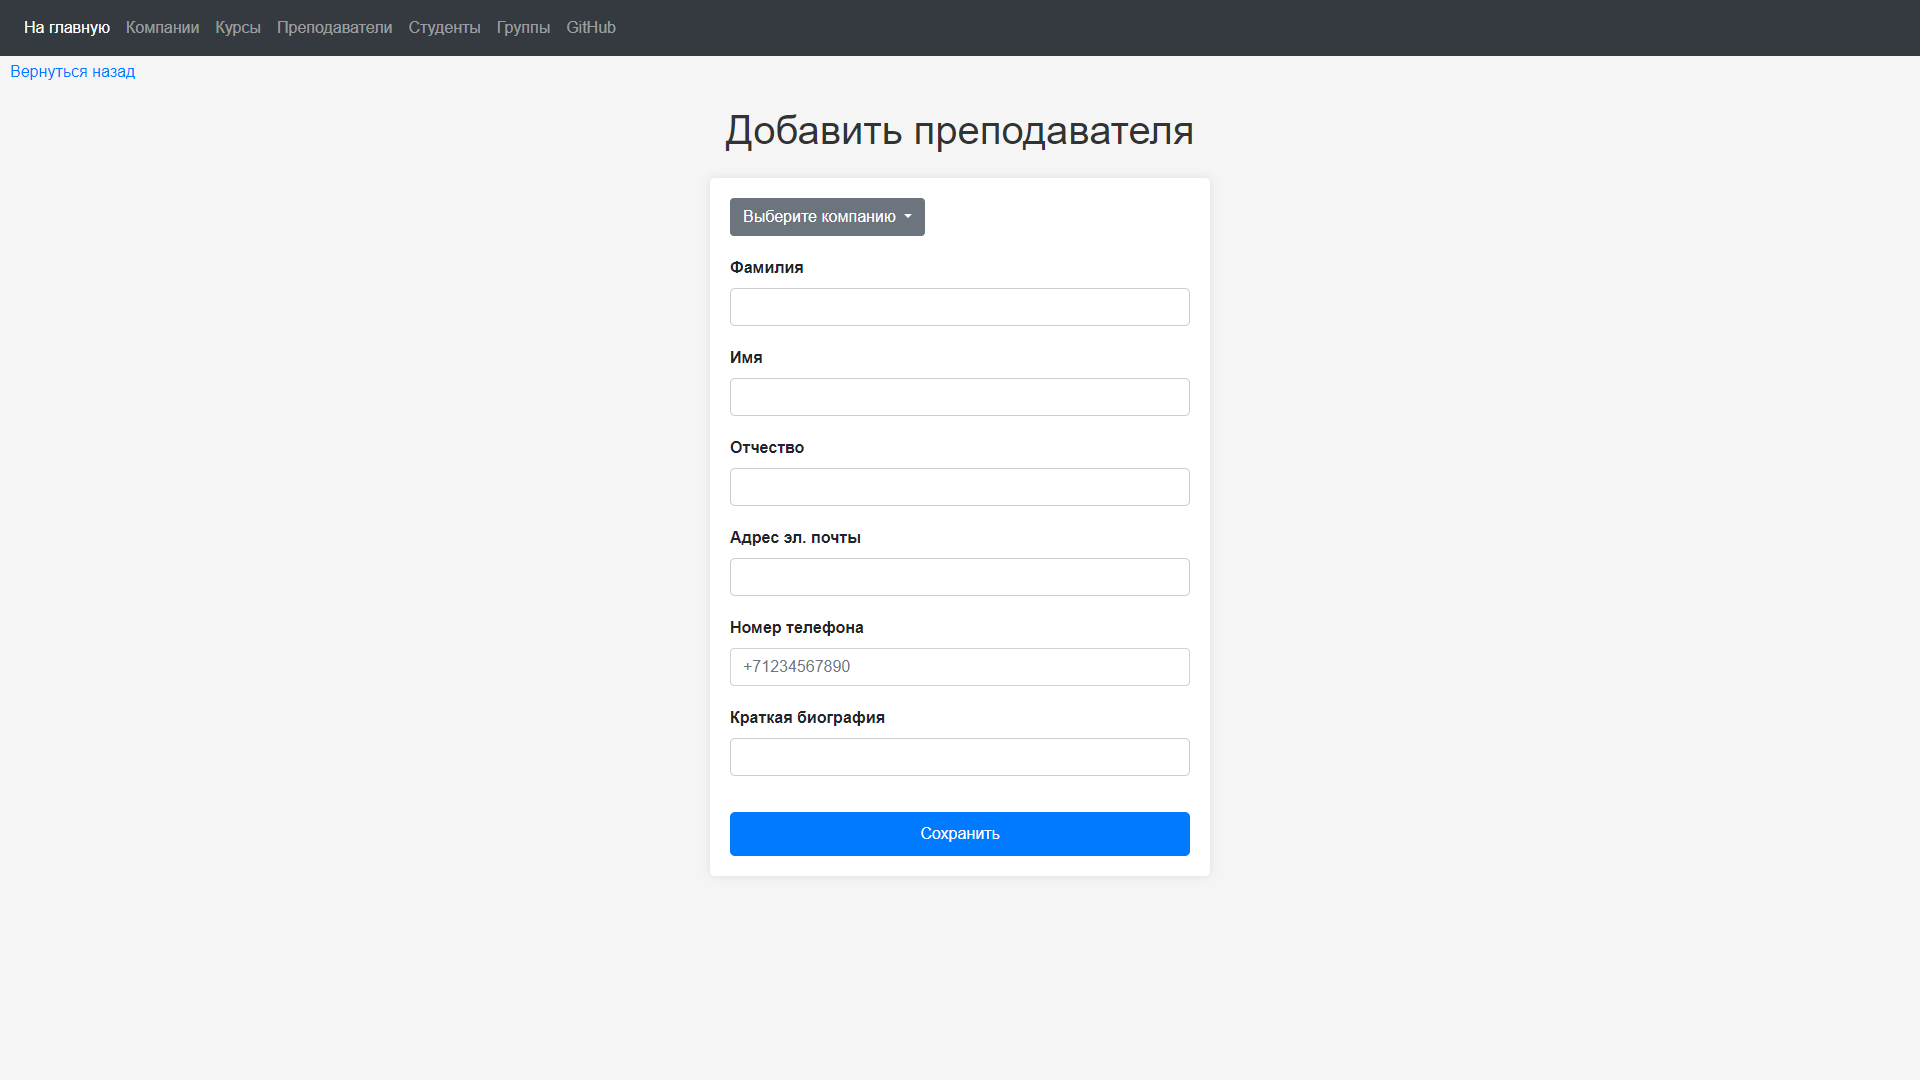 На главную Компании Курсы Преподаватели Студенты Группы GitHub
Вернуться назад
Добавить преподавателя
Выберите компанию
Фамилия
Имя
Отчество
Адрес эл. почты
Номер телефона
+71234567890
Краткая биография
Сохранить